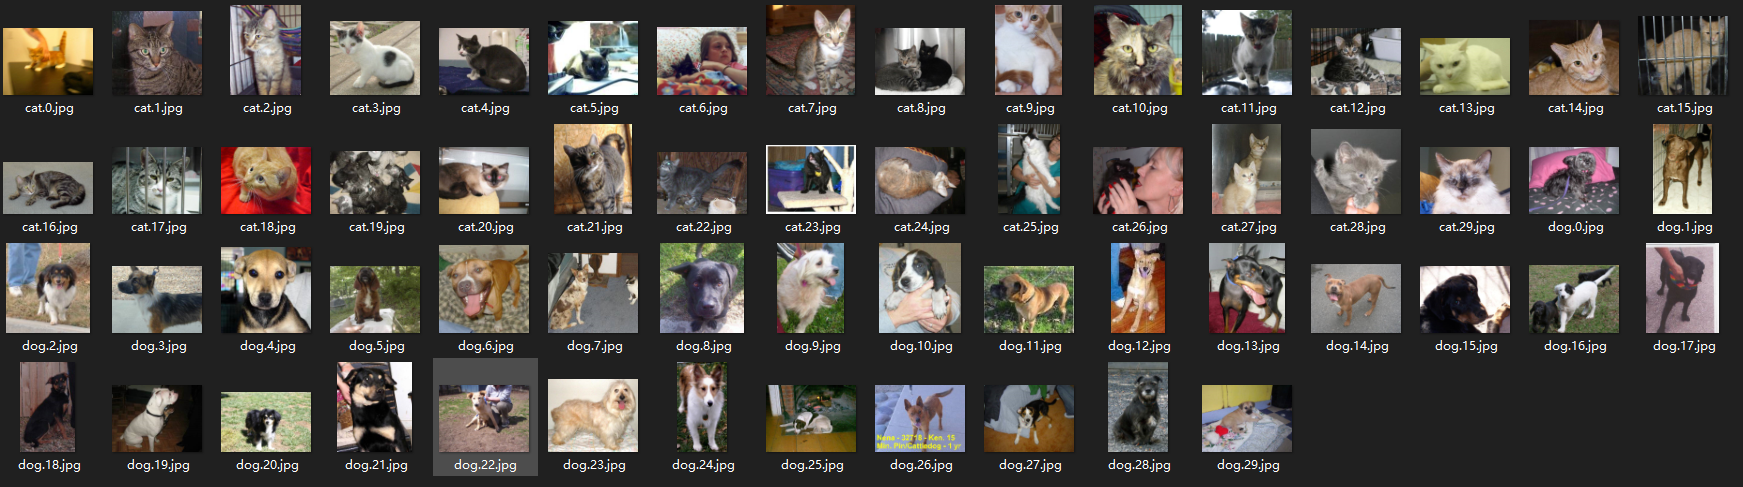 cat.0.jpg cat.1.jpg cat.2.jpg cat.3.jpg cat.4.jpg cat.5.jpg cat.6.jpg cat.7.jpg cat.8.jpg cat.9.jpg cat.10.jpg cat.11.jpg cat.12.jpg cat.13.jpg cat.14.jpg cat.15.jpg
cat.16.jpg cat.17.jpg cat.18.jpg cat.19.jpg cat.20.jpg cat.21.jpg cat.22.jpg cat.23.jpg cat.24.jpg cat.25.jpg cat.26.jpg cat.27.jpg cat.28.jpg cat.29.jpg dog.0.jpg dog.1.jpg
dog.2.jpg dog.3.jpg dog.4.jpg dog.5.jpg dog.6.jpg dog.7.jpg dog.8.jpg dog.9.jpg dog.10.jpg dog.11.jpg dog.12.jpg dog.13.jpg dog.14.jpg dog.15.jpg dog.16.jpg dog.17.jpg
Nana - 32718 - Ken. 15
Min. Pin/Cattledog - 1 yr
dog.18.jpg dog.19.jpg dog.20.jpg dog.21.jpg dog.22.jpg dog.23.jpg dog.24.jpg dog.25.jpg dog.26.jpg dog.27.jpg dog.28.jpg dog.29.jpg